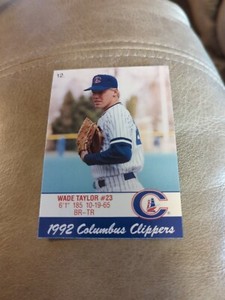 12
WADE TAYLOR #23
6'1" 185 10-19-65
BR-TR
C
1992 Columbus Clippers